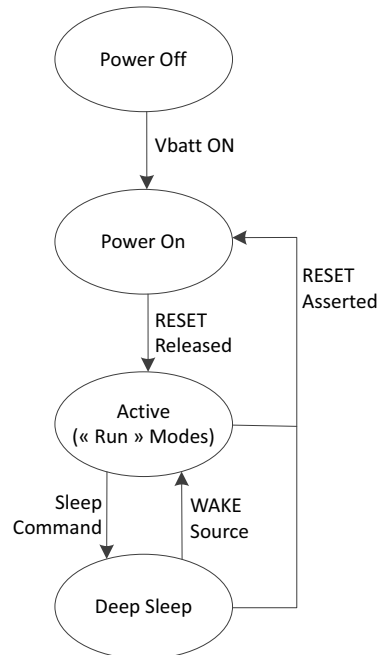 Power Off
Vbatt ON
Power On
RESET
Asserted
RESET
Released
Active
(« Run » Modes)
Sleep
Command
WAKE
Source
Deep Sleep